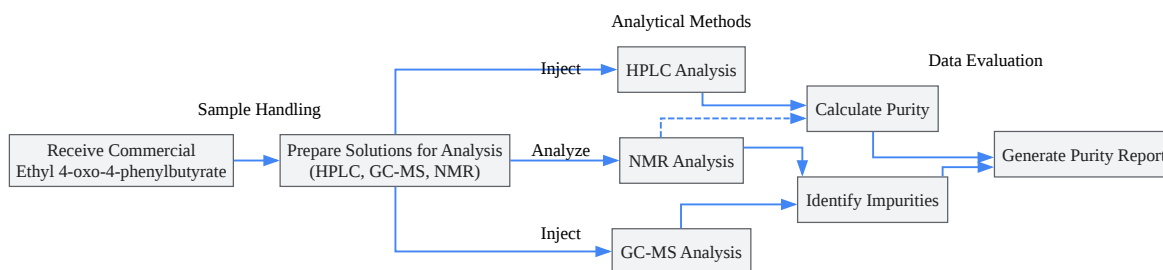 Analytical Methods
Data Evaluation
Sample Handling
Receive Commercial
Ethyl 4-oxo-4-phenylbutyrate
Prepare Solutions for Analysis
(HPLC, GC-MS, NMR)
Inject
Analyze
Inject
HPLC Analysis
NMR Analysis
GC-MS Analysis
Calculate Purity
Identify Impurities
Generate Purity Report